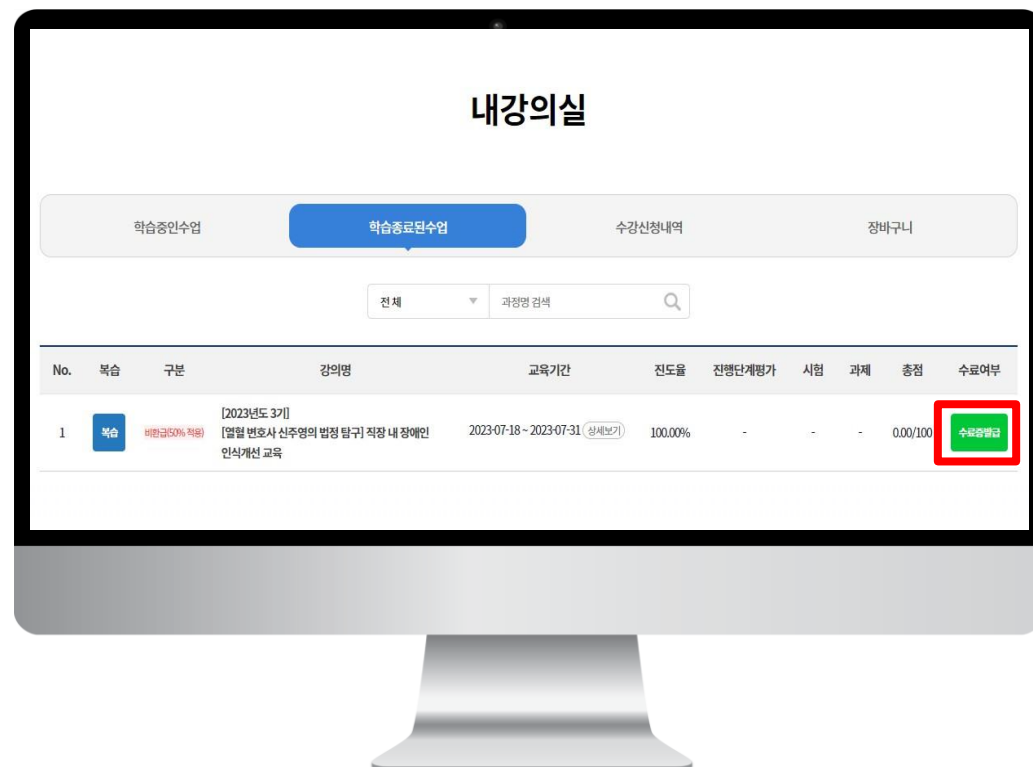 내강의실
학습중인수업 학습종료된수업 수강신청내역 장바구니
전체 과정명 검색
No. 복습 구분 강의명 교육기간 진도율 진행단계평가 시험 과제 총점 수료여부
[2023년도 3기]
1 복습 비환급(50% 적용) [열혈 변호사 신주영의 법정 탐구] 직장 내 장애인 2023-07-18 ~ 2023-07-31 상세보기 100.00% - - - 0.00/100 수료증발급
인식개선 교육